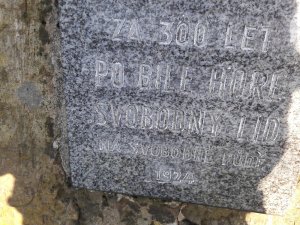 ZA 300 LET
PO BÍLÉ HOŘE
SVOBODNÝ LID
NA SVOBODNÉ PŮDĚ
1924